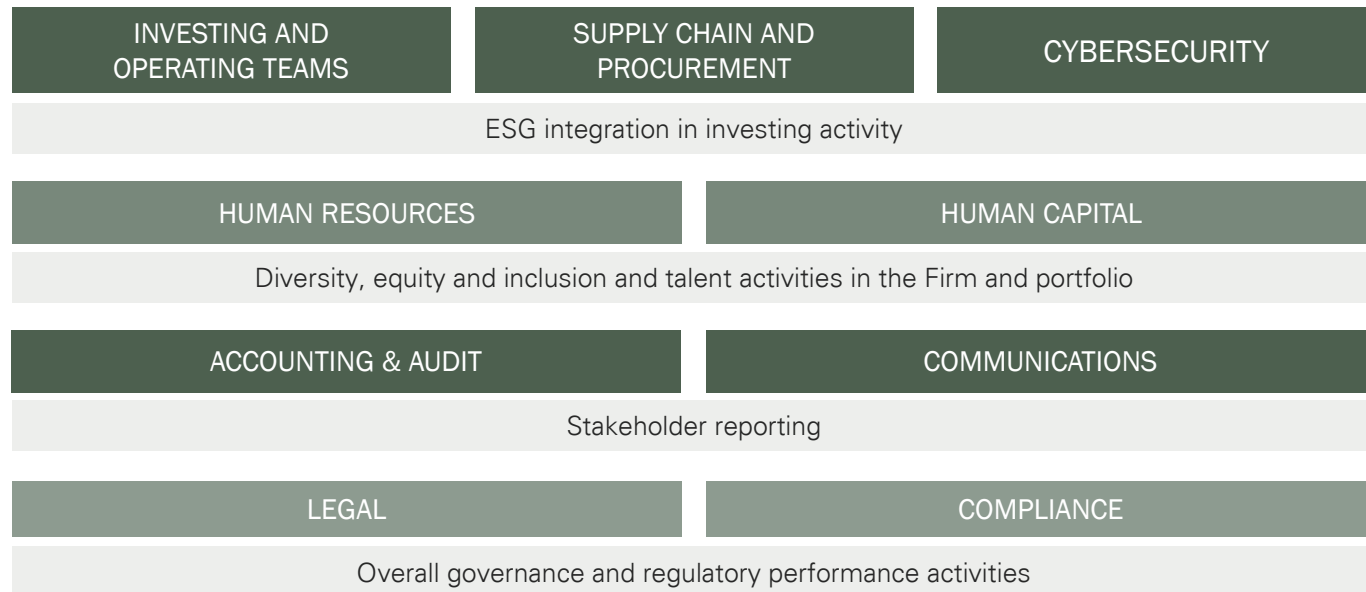 INVESTING AND
OPERATING TEAMS
SUPPLY CHAIN AND
PROCUREMENT
CYBERSECURITY
ESG integration in investing activity
HUMAN RESOURCES
HUMAN CAPITAL
Diversity, equity and inclusion and talent activities in the Firm and portfolio
ACCOUNTING & AUDIT
COMMUNICATIONS
Stakeholder reporting
LEGAL
COMPLIANCE
Overall governance and regulatory performance activities